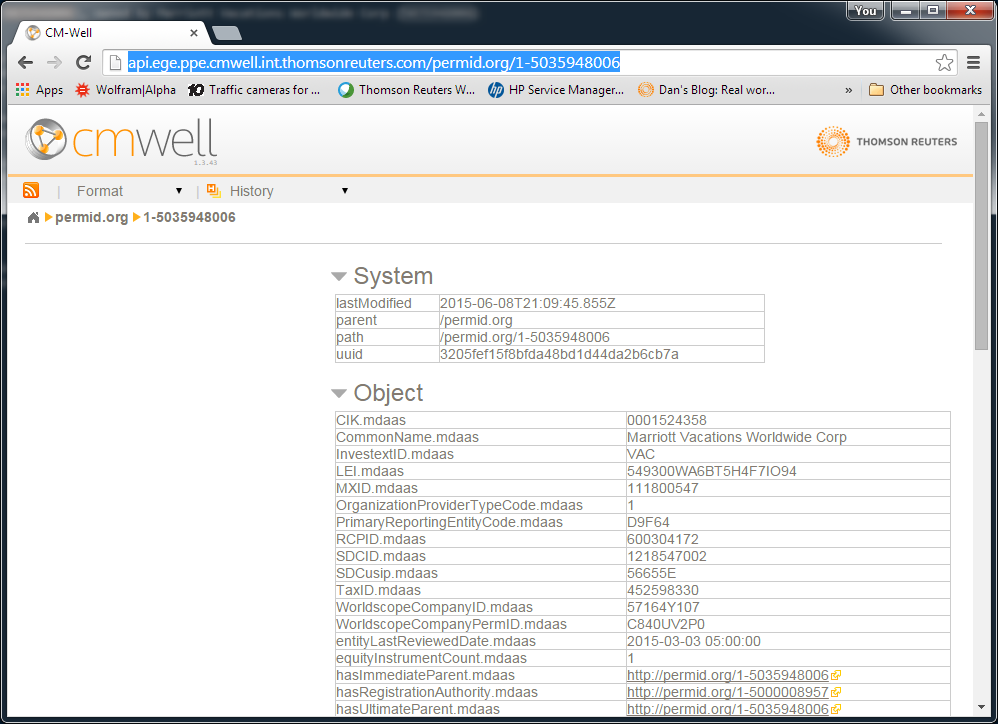 You
CM-Well
api.ege.ppe.cmwell.int.thomsonreuters.com/permid.org/1-5035948006
Apps Wolfram|Alpha 10 Traffic cameras for ... Thomson Reuters W... hp HP Service Manager... Dan's Blog: Real wor... » Other bookmarks
cmwell
1.3.43
THOMSON REUTERS
Format History
permid.org 1-5035948006
System
lastModified 2015-06-08T21:09:45.855Z
parent /permid.org
path /permid.org/1-5035948006
uuid 3205fef15f8bfda48bd1d44da2b6cb7a
Object
CIK.mdaas 0001524358
CommonName.mdaas Marriott Vacations Worldwide Corp
InvestextID.mdaas VAC
LEI.mdaas 549300WA6BT5H4F7IO94
MXID.mdaas 111800547
OrganizationProviderTypeCode.mdaas 1
PrimaryReportingEntityCode.mdaas D9F64
RCPID.mdaas 600304172
SDCID.mdaas 1218547002
SDCusip.mdaas 56655E
TaxID.mdaas 452598330
WorldscopeCompanyID.mdaas 57164Y107
WorldscopeCompanyPermID.mdaas C840UV2P0
entityLastReviewedDate.mdaas 2015-03-03 05:00:00
equityInstrumentCount.mdaas 1
hasImmediateParent.mdaas http://permid.org/1-5035948006
hasRegistrationAuthority.mdaas http://permid.org/1-5000008957
hasUltimateParent.mdaas http://permid.org/1-5035948006